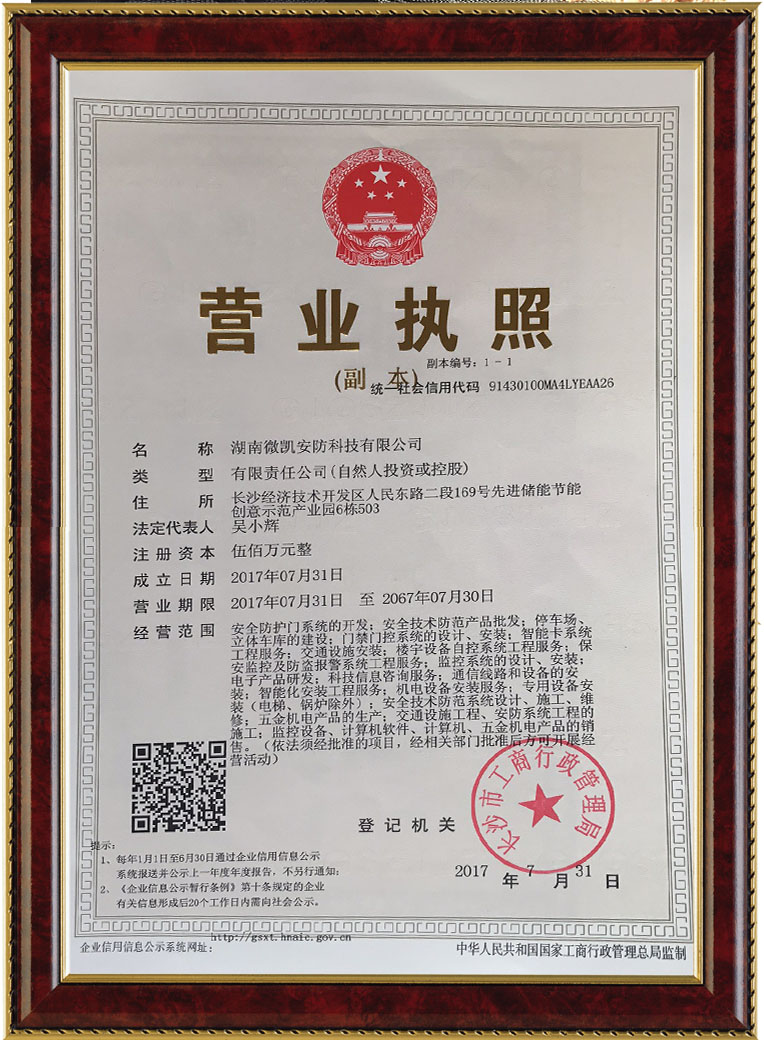 营业执照
(副 本)
副本编号：1-1
统一社会信用代码 91430100MA4LYEAA26
名称 湖南微凯安防科技有限公司
类型 有限责任公司(自然人投资或控股)
住所 长沙经济技术开发区人民东路二段169号先进储能节能
创意示范产业园6栋503
法定代表人 吴小辉
注册资本 伍佰万元整
成立日期 2017年07月31日
营业期限 2017年07月31日 至 2067年07月30日
经营范围 安全防护门系统的开发；安全技术防范产品批发；停车场、
立体车库的建设；门禁门控系统的设计、安装；智能卡系统
工程服务；交通设施安装；楼宇设备自控系统工程服务；保
安监控及防盗报警系统工程服务；监控系统的设计、安装；
电子产品研发；科技信息咨询服务；通信线路和设备的安
装；智能化安装工程服务；机电设备安装服务；专用设备安
装（电梯、锅炉除外）；安全技术防范系统设计、施工、维
修；五金机电产品的生产；交通设施工程、安防系统工程的
施工；监控设备、计算机软件、计算机、五金机电产品的销
售。（依法须经批准的项目，经相关部门批准后方可开展经
营活动）
长沙市工商行政管理局
登记机关
2017年7月31日
提示：
1、每年1月1日至6月30日通过企业信用信息公示
系统报送并公示上一年度年度报告，不另行通知；
2、《企业信息公示暂行条例》第十条规定的企业
有关信息形成后20个工作日内需向社会公示。
企业信用信息公示系统网址：http://gsxt.hnaic.gov.cn
中华人民共和国国家工商行政管理总局监制